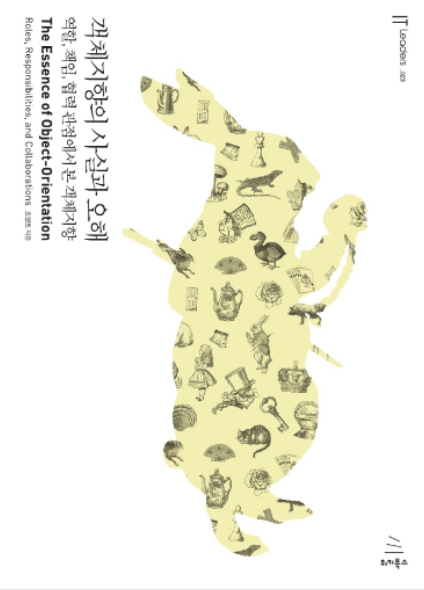 IT Leaders _023
객체지향의 사실과 오해
역할, 책임, 협력 관점에서 본 객체지향
The Essence of Object-Orientation
Roles, Responsibilities, and Collaborations 조영호 지음
위키북스